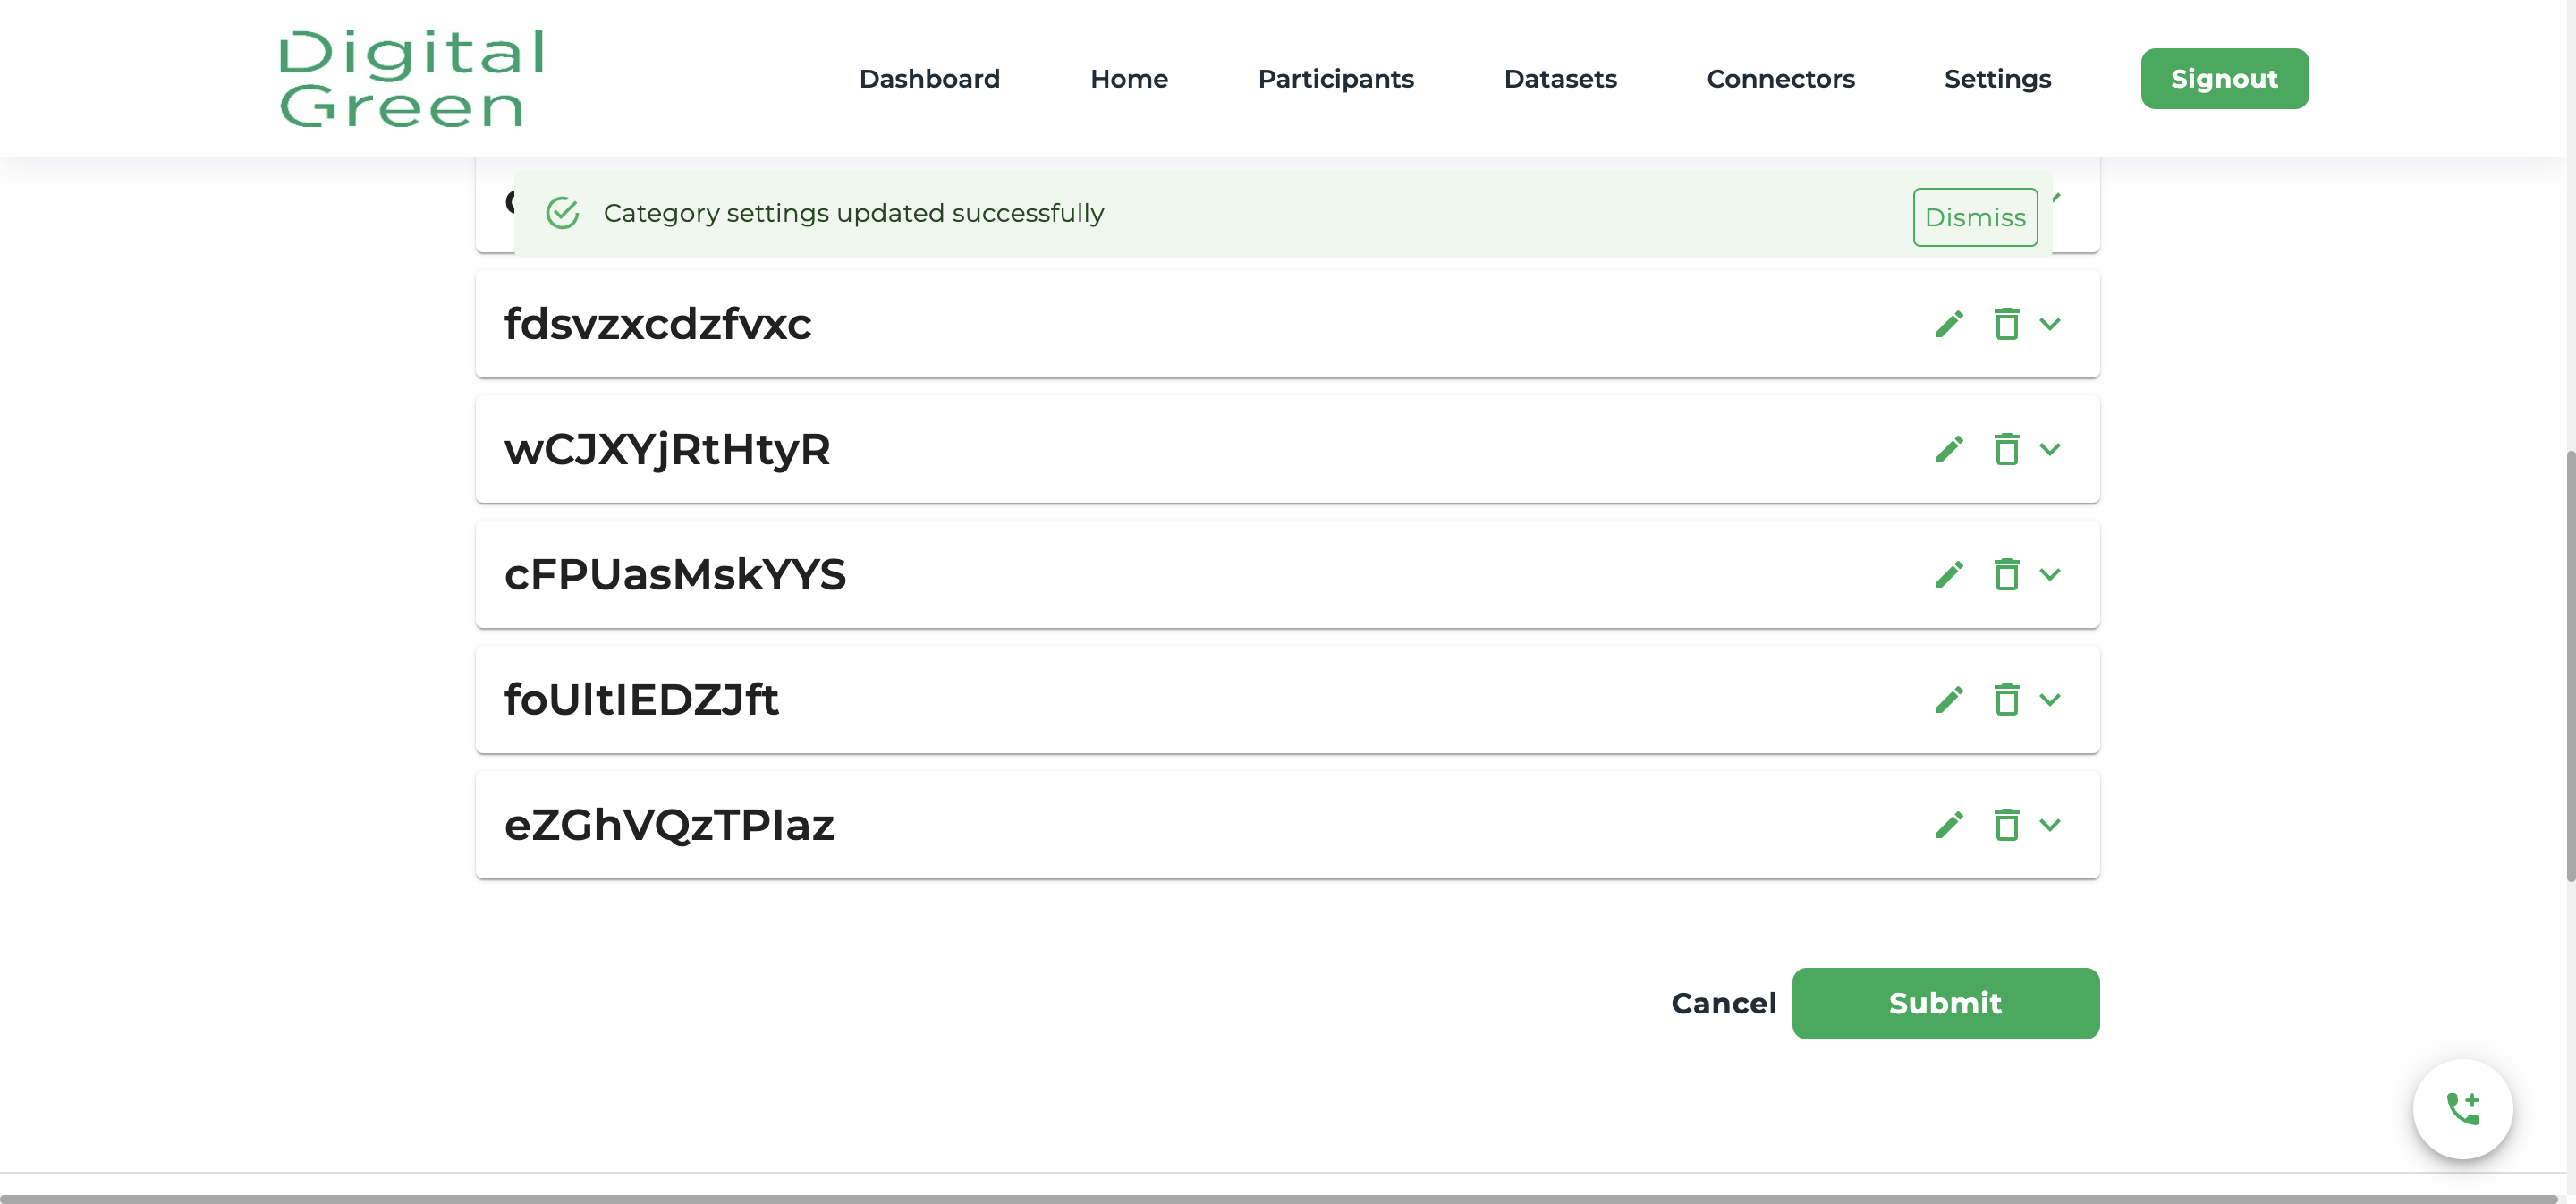 Digital
Green
Dashboard Home Participants Datasets Connectors Settings Signout
Category settings updated successfully Dismiss
fdsvzxcdzfvxc
wCJXYjRtHtyR
cFPUasMskYYS
foUltIEDZJft
eZGhVQzTPIaz
Cancel Submit